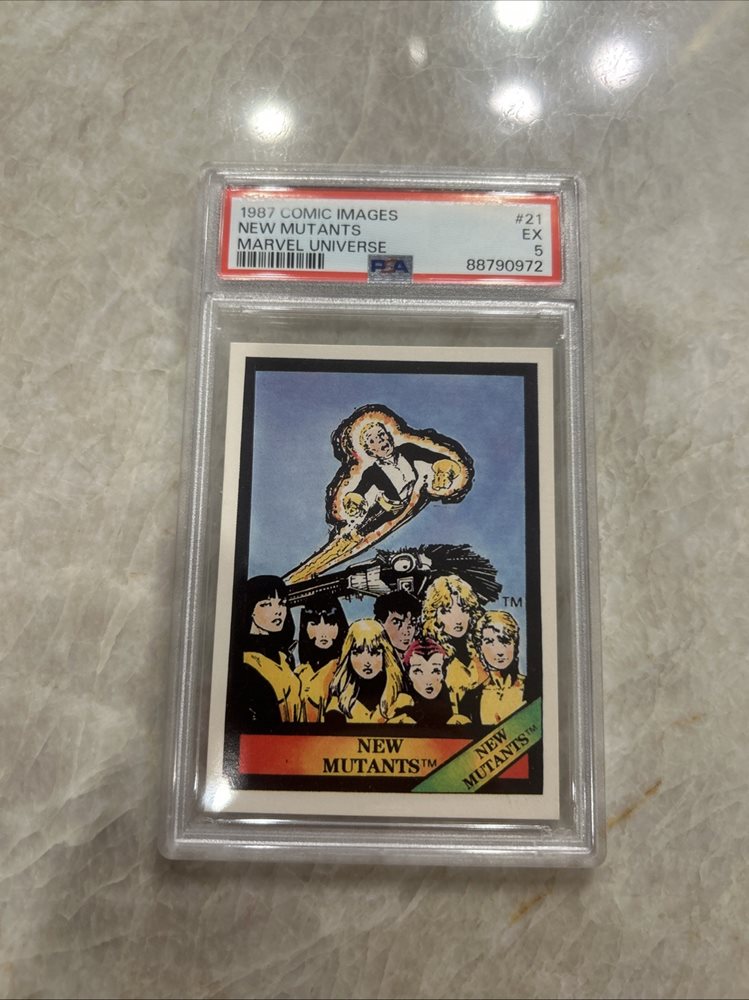 1987 COMIC IMAGES #21
NEW MUTANTS EX
MARVEL UNIVERSE 5
PSA 88790972
TM
NEW
MUTANTS™
NEW
MUTANTS™